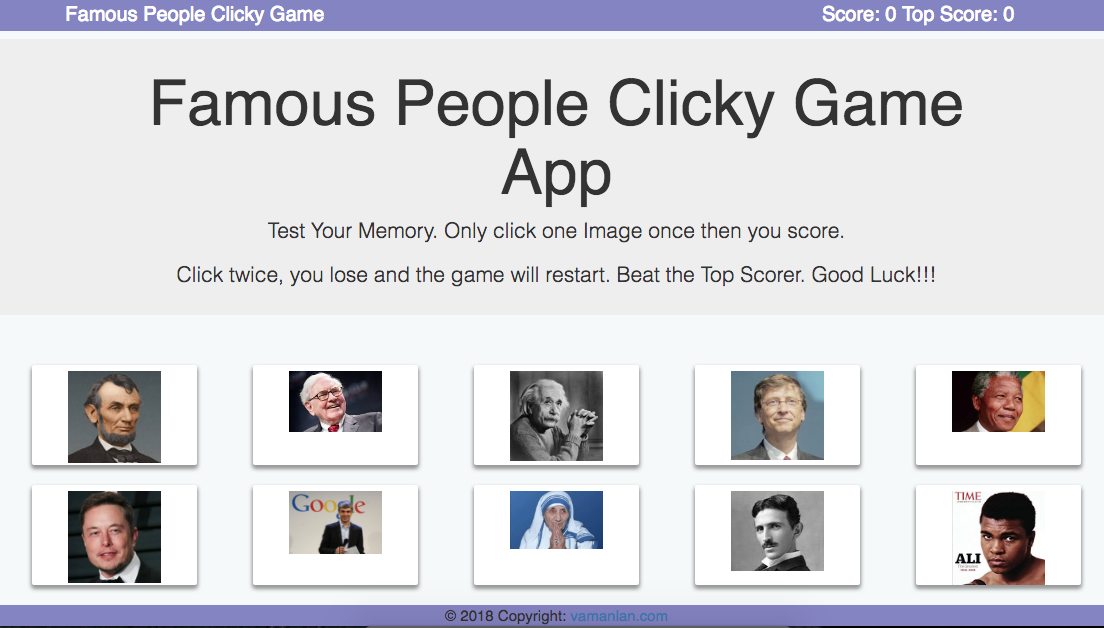 Famous People Clicky Game
Score: 0 Top Score: 0
Famous People Clicky Game
App
Test Your Memory. Only click one Image once then you score.
Click twice, you lose and the game will restart. Beat the Top Scorer. Good Luck!!!
Google
TIME
ALI
© 2018 Copyright: vamanlan.com